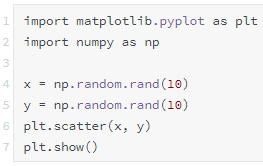 1 import matplotlib.pyplot as plt
2 import numpy as np
3
4 x = np.random.rand(10)
5 y = np.random.rand(10)
6 plt.scatter(x, y)
7 plt.show()